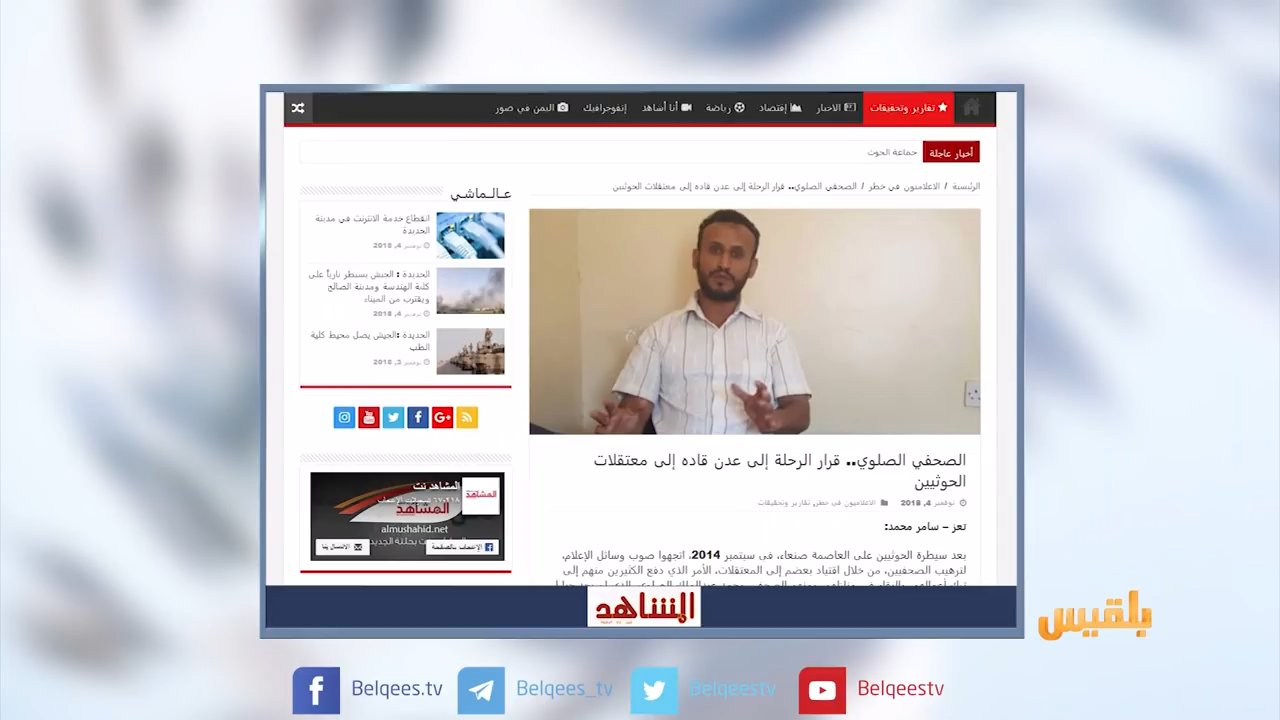 تقارير وتحقيقات
الاخبار
إقتصاد
رياضة
أنا أشاهد
إنفوجرافيك
اليمن في صور
أخبار عاجلة
جماعة الحوث
الرئيسية / الاعلاميون في خطر / الصحفي الصلوي.. قرار الرحلة إلى عدن قاده إلى معتقلات الحوثيين
الصحفي الصلوي.. قرار الرحلة إلى عدن قاده إلى معتقلات
الحوثيين
نوفمبر 4, 2018
الاعلاميون في خطر, تقارير وتحقيقات
تعز – سامر محمد:
بعد سيطرة الحوثيين على العاصمة صنعاء، في سبتمبر 2014، اتجهوا صوب وسائل الإعلام،
لترهيب الصحفيين، من خلال اقتياد بعضم إلى المعتقلات، الأمر الذي دفع الكثيرين منهم إلى
عـالـماشي
انقطاع خدمة الانترنت في مدينة
الحديدة
نوفمبر 4, 2018
الحديدة : الجيش يسيطر نارياً على
كلية الهندسة ومدينة الصالح
ويقترب من الميناء
نوفمبر 4, 2018
الحديدة :الجيش يصل محيط كلية
الطب
نوفمبر 3, 2018
المشاهد نت
المشاهد
almushahid.net
الإعجاب بالصفحة
الاتصال بنا
المشاهد
بلقيس
Belqees.tv
Belqees_tv
Belqeestv
Belqeestv